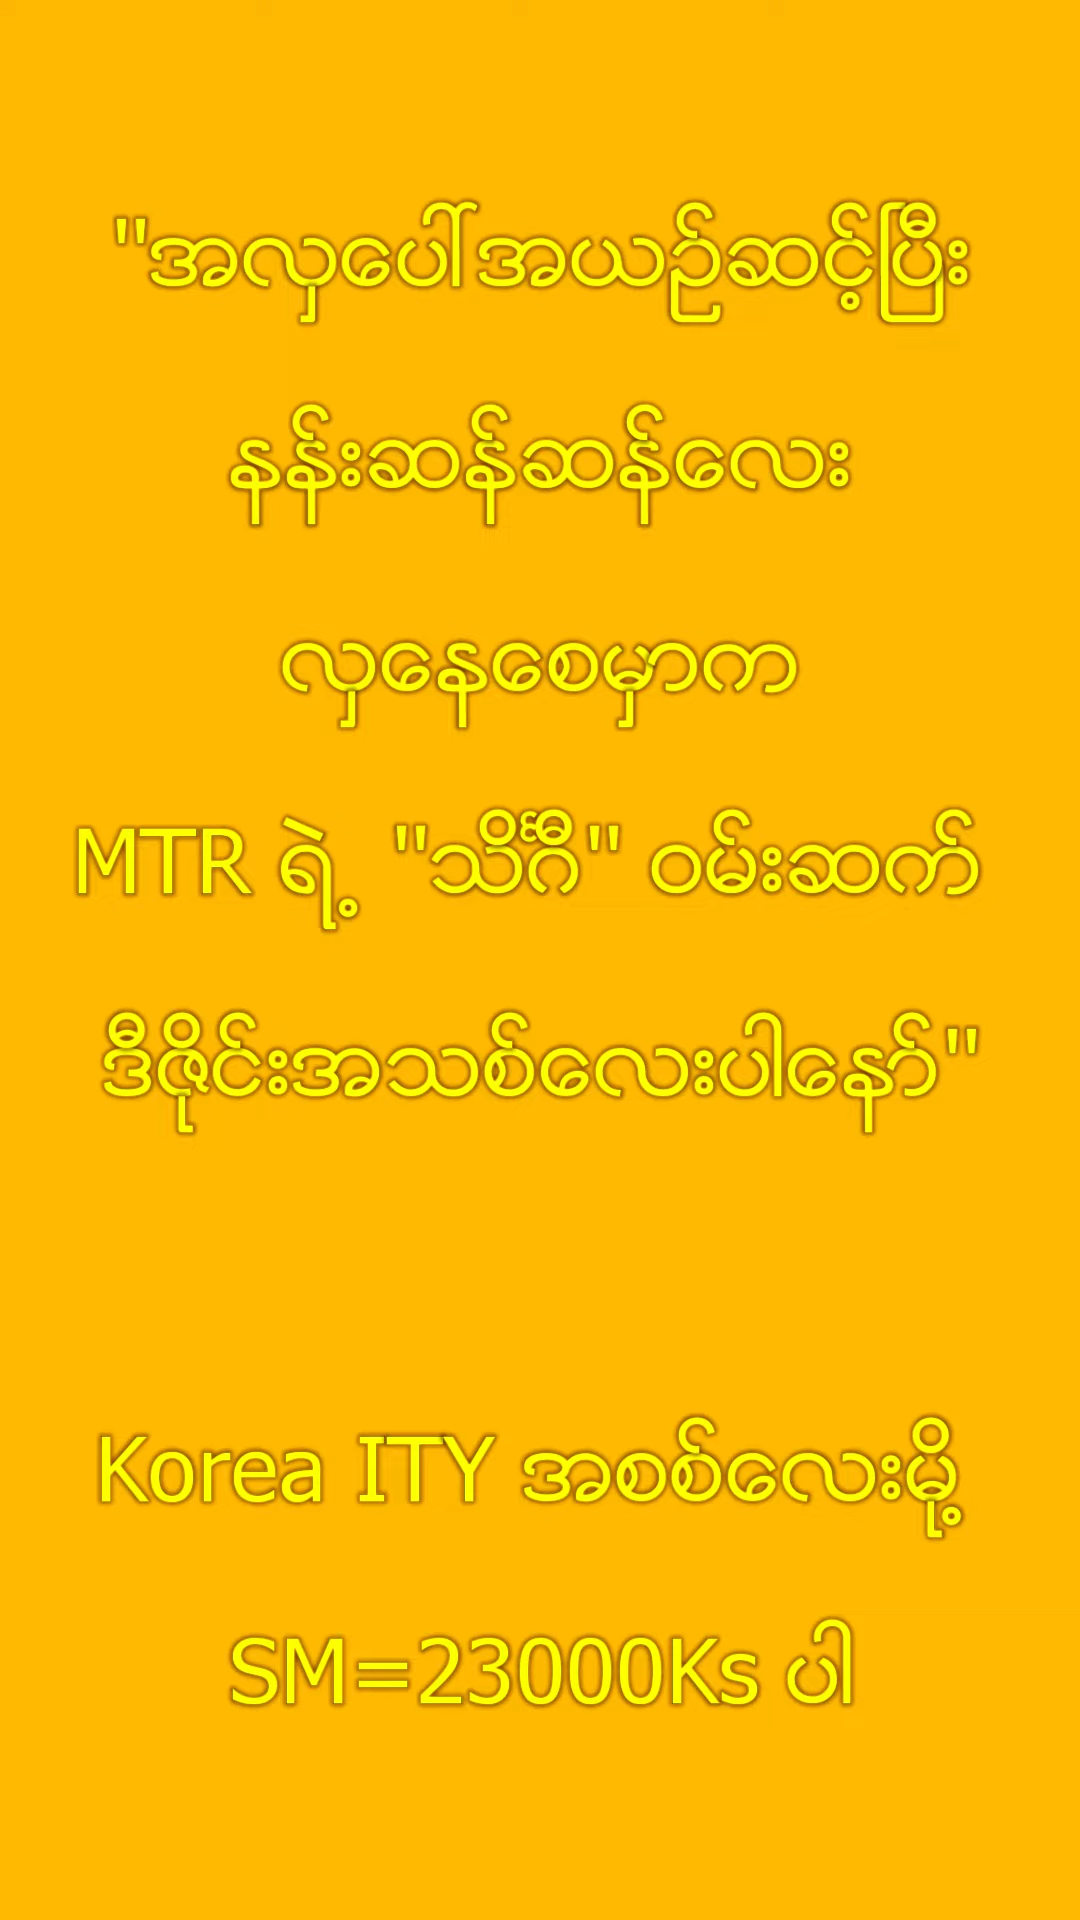 "အလှပေါ်အယဉ်ဆင့်ပြီး
နန်းဆန်ဆန်လေး
လှနေစေမှာက
MTR ရဲ့ "သိင်္ဂီ" ဝမ်းဆက်
ဒီဇိုင်းအသစ်လေးပါနော်"
Korea ITY အစစ်လေးမို့
SM=23000Ks ပါ